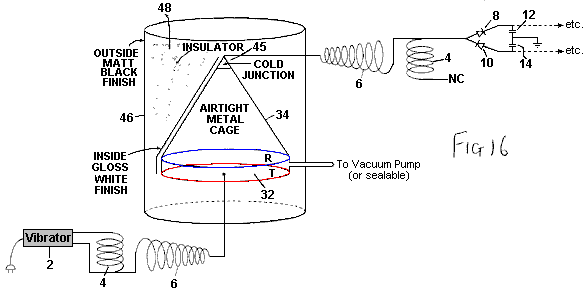 48
OUTSIDE
MATT
BLACK
FINISH
INSULATOR
45
COLD
JUNCTION
46
AIRTIGHT
METAL
CAGE
34
INSIDE
GLOSS
WHITE
FINISH
R
T
32
To Vacuum Pump
(or sealable)
6
4
NC
8
10
12
14
etc.
etc.
FIG 16
Vibrator
2
4
6